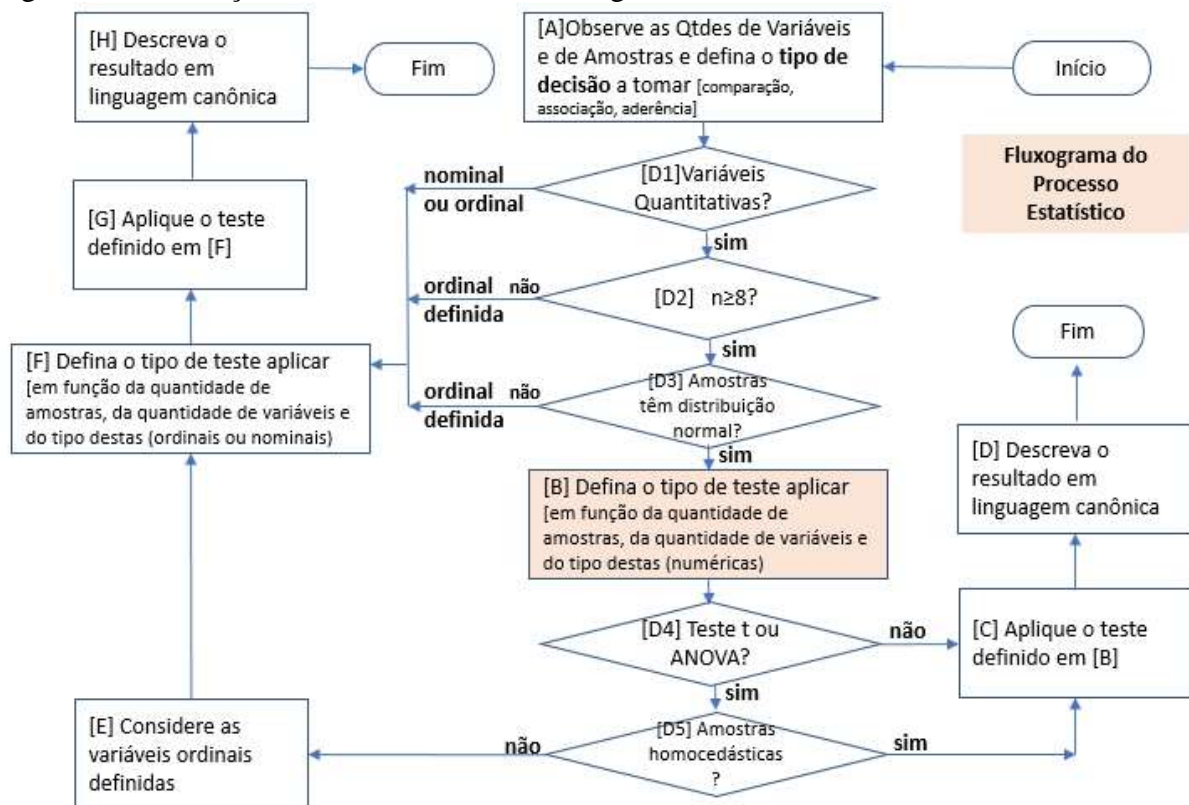 [H] Descreva o
resultado em
linguagem canônica
Fim
[A]Observe as Qtdes de Variáveis
e de Amostras e defina o tipo de
decisão a tomar [comparação,
associação, aderência]
Início
Fluxograma do
Processo
Estatístico
nominal
ou ordinal
[D1]Variáveis
Quantitativas?
sim
[G] Aplique o teste
definido em [F]
ordinal não
definida
[D2] n≥8?
sim
Fim
[F] Defina o tipo de teste aplicar
[em função da quantidade de
amostras, da quantidade de variáveis e
do tipo destas (ordinais ou nominais)
ordinal não
definida
[D3] Amostras
têm distribuição
normal?
sim
[B] Defina o tipo de teste aplicar
[em função da quantidade de
amostras, da quantidade de variáveis e
do tipo destas (numéricas)
[D] Descreva o
resultado em
linguagem canônica
[D4] Teste t ou
ANOVA?
não
[C] Aplique o teste
definido em [B]
sim
[E] Considere as
variáveis ordinais
definidas
não
[D5] Amostras
homocedásticas
?
sim